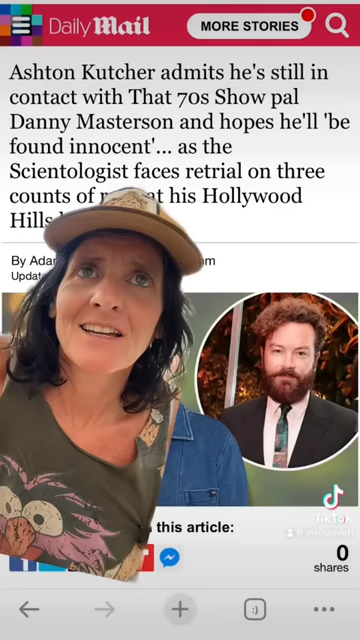 Daily Mail
MORE STORIES
Ashton Kutcher admits he's still in
contact with That 70s Show pal
Danny Masterson and hopes he'll 'be
found innocent'... as the
Scientologist faces retrial on three
counts of at his Hollywood
Hills
By
this article:
TikTok
0
shares